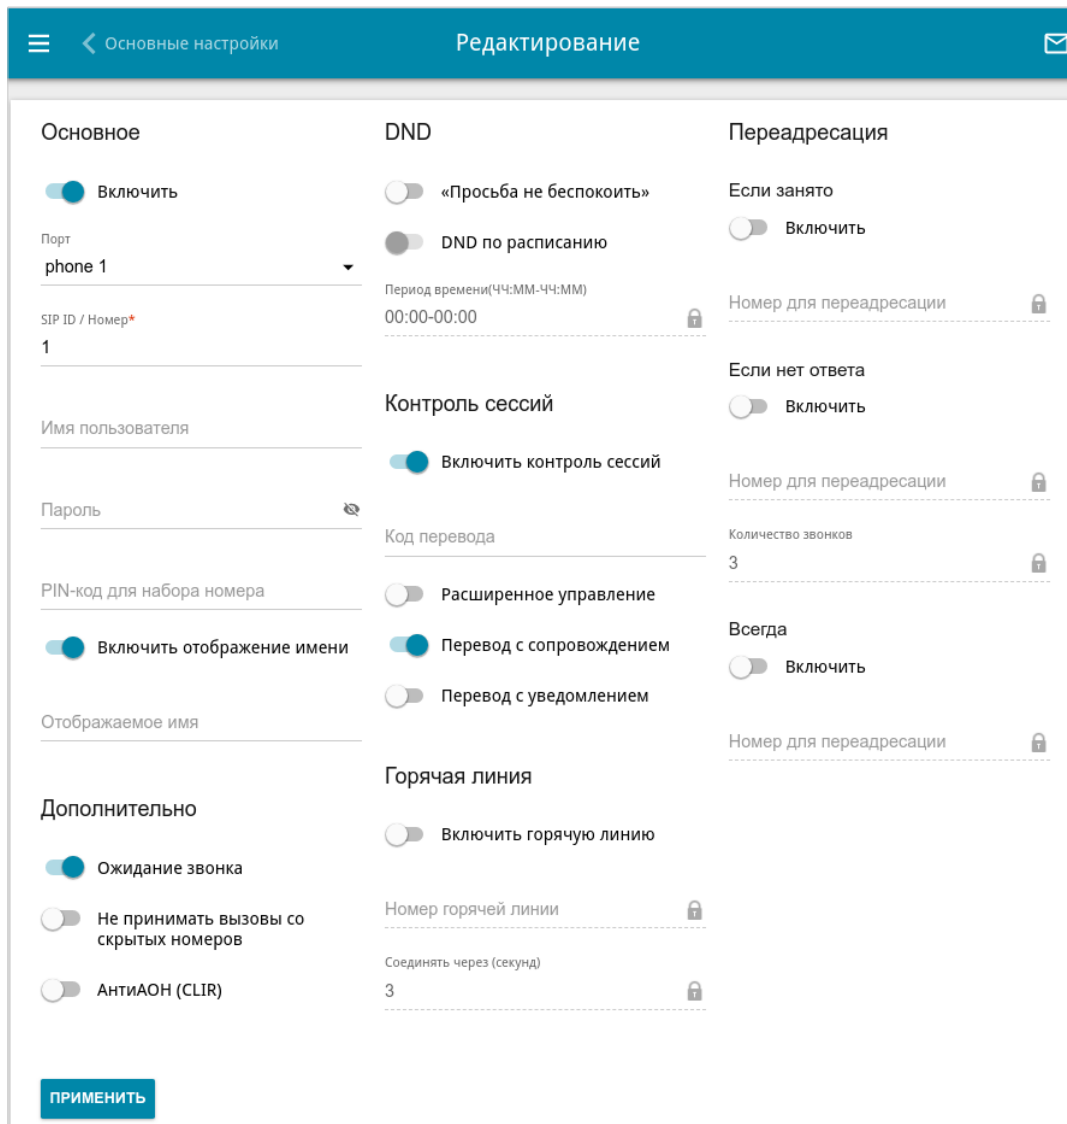 Основные настройки
Редактирование
Основное
Включить
Порт
phone 1
SIP ID / Номер*
1
Имя пользователя
Пароль
PIN-код для набора номера
Включить отображение имени
Отображаемое имя
Дополнительно
Ожидание звонка
Не принимать вызовы со
скрытых номеров
АнтиАОН (CLIR)
ПРИМЕНИТЬ
DND
«Просьба не беспокоить»
DND по расписанию
Период времени(ЧЧ:ММ-ЧЧ:ММ)
00:00-00:00
Контроль сессий
Включить контроль сессий
Код перевода
Расширенное управление
Перевод с сопровождением
Перевод с уведомлением
Горячая линия
Включить горячую линию
Номер горячей линии
Соединять через (секунд)
3
Переадресация
Если занято
Включить
Номер для переадресации
Если нет ответа
Включить
Номер для переадресации
Количество звонков
3
Всегда
Включить
Номер для переадресации